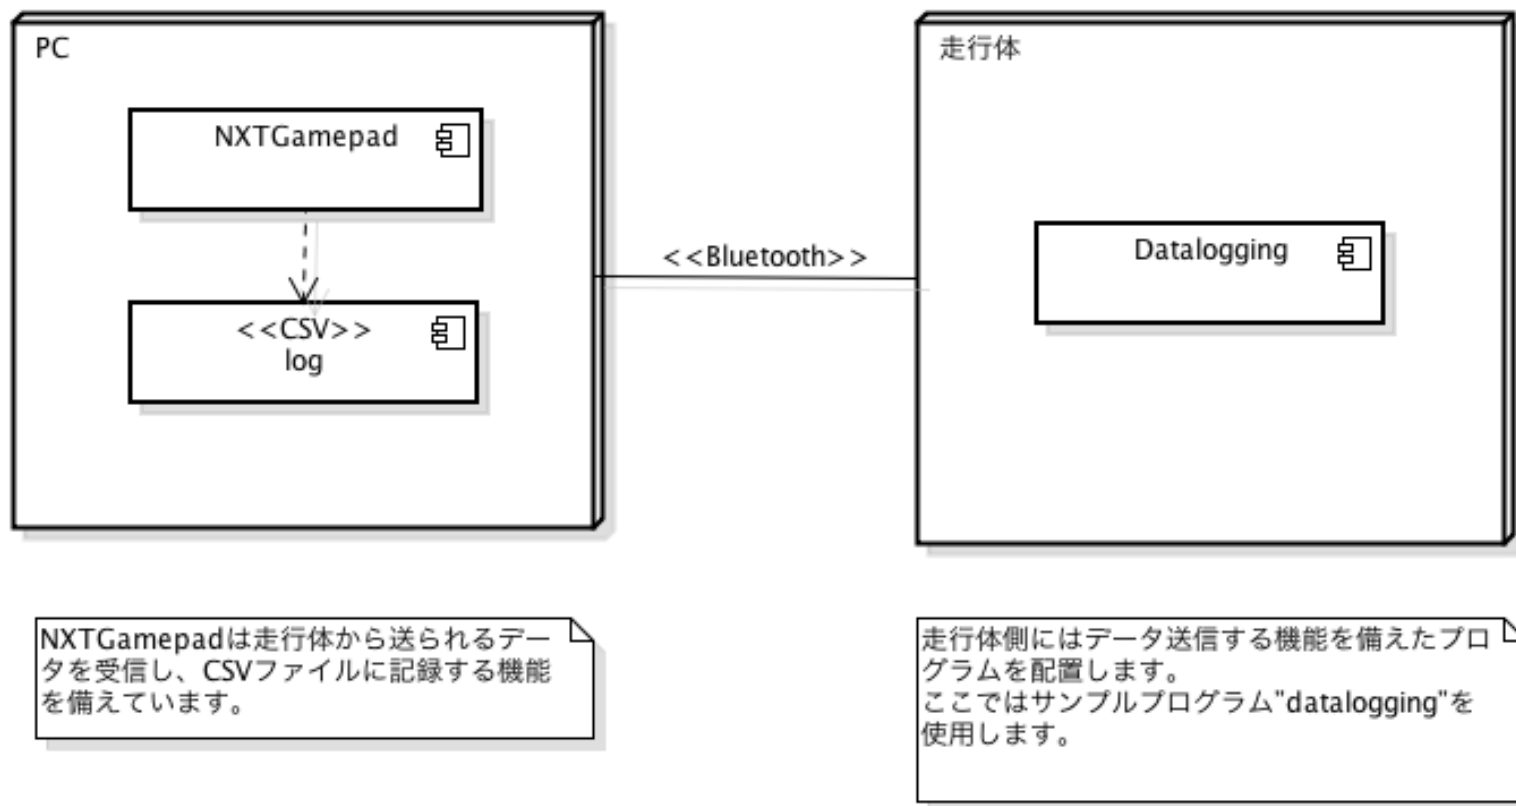 PC
NXTGamepad
<<CSV>>
log
<<Bluetooth>>
走行体
Datalogging
NXTGamepadは走行体から送られるデー
タを受信し、CSVファイルに記録する機能
を備えています。
走行体側にはデータ送信する機能を備えたプロ
グラムを配置します。
ここではサンプルプログラム"datalogging"を
使用します。